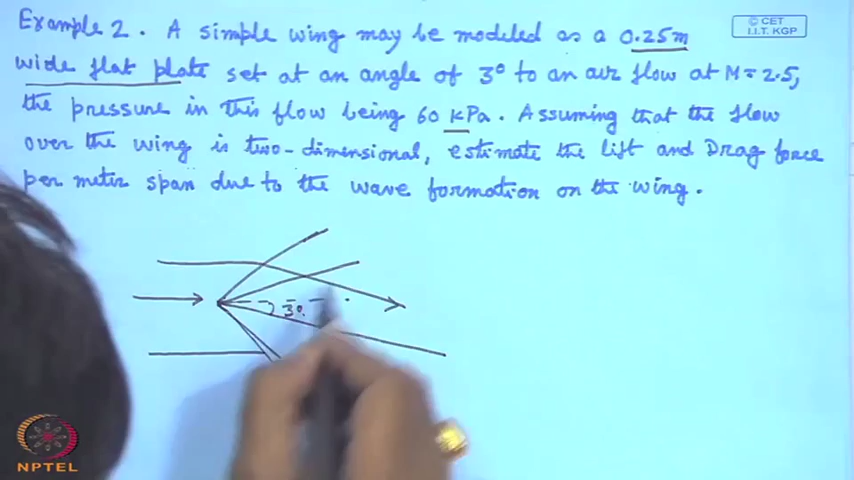 Example 2. A simple wing may be modeled as a 0.25m
wide flat plate set at an angle of 3° to an air flow at M = 2.5,
the pressure in this flow being 60 kPa. Assuming that the flow
over the wing is two-dimensional, estimate the lift and Drag force
per meter span due to the wave formation on the wing.
© CET
I.I.T. KGP
3°
NPTEL